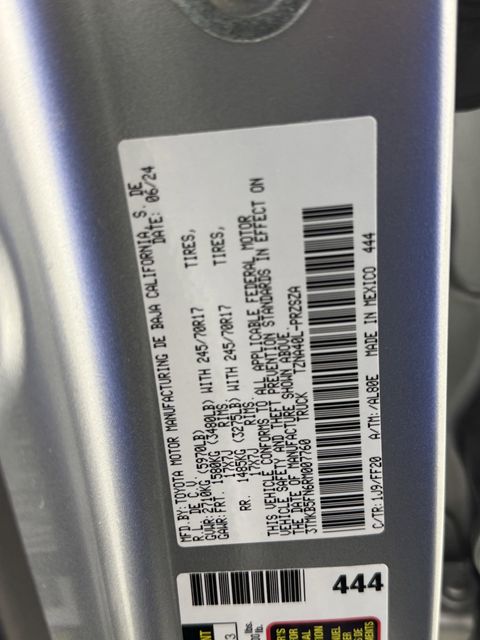 MFD.BY:TOYOTA MOTOR MANUFACTURING DE BAJA CALIFORNIA, S. DE
R.L. DE C.V. DATE: 06/24
GVWR:2710KG (5970LB)
GAWR: FRT. 1580KG (3480LB) WITH 245/70R17 TIRES,
17X7J RIMS.
RR. 1485KG (3275LB) WITH 245/70R17 TIRES,
17X7J RIMS.
THIS VEHICLE CONFORMS TO ALL APPLICABLE FEDERAL MOTOR
VEHICLE SAFETY AND THEFT PREVENTION STANDARDS IN EFFECT ON
THE DATE OF MANUFACTURE SHOWN ABOVE.
3TMKB5FN6RM007760 TRUCK TZNA40L-PRZSZA
C/TR:1J9/FF20 A/TM:/AL80E MADE IN MEXICO 444
444